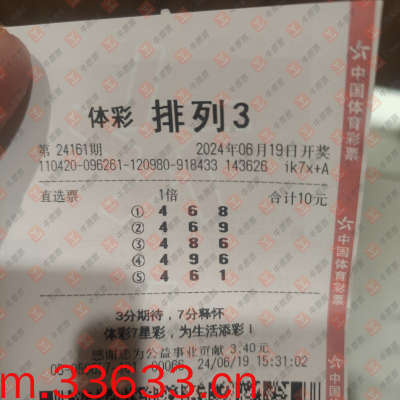 体彩 排列3
第 24161期 2024年06月19日开奖
110420-096261-120980-918433 143626 ik7x+A
直选票 1倍 合计10元
① 4 6 8
② 4 6 9
③ 4 8 6
④ 4 9 6
⑤ 4 6 1
3分期待，7分释怀
体彩7星彩，为生活添彩！
感谢您为公益事业贡献 3.40元
24/06/19 15:31:02
m.33633.cn
中国体育彩票
中国体育彩票